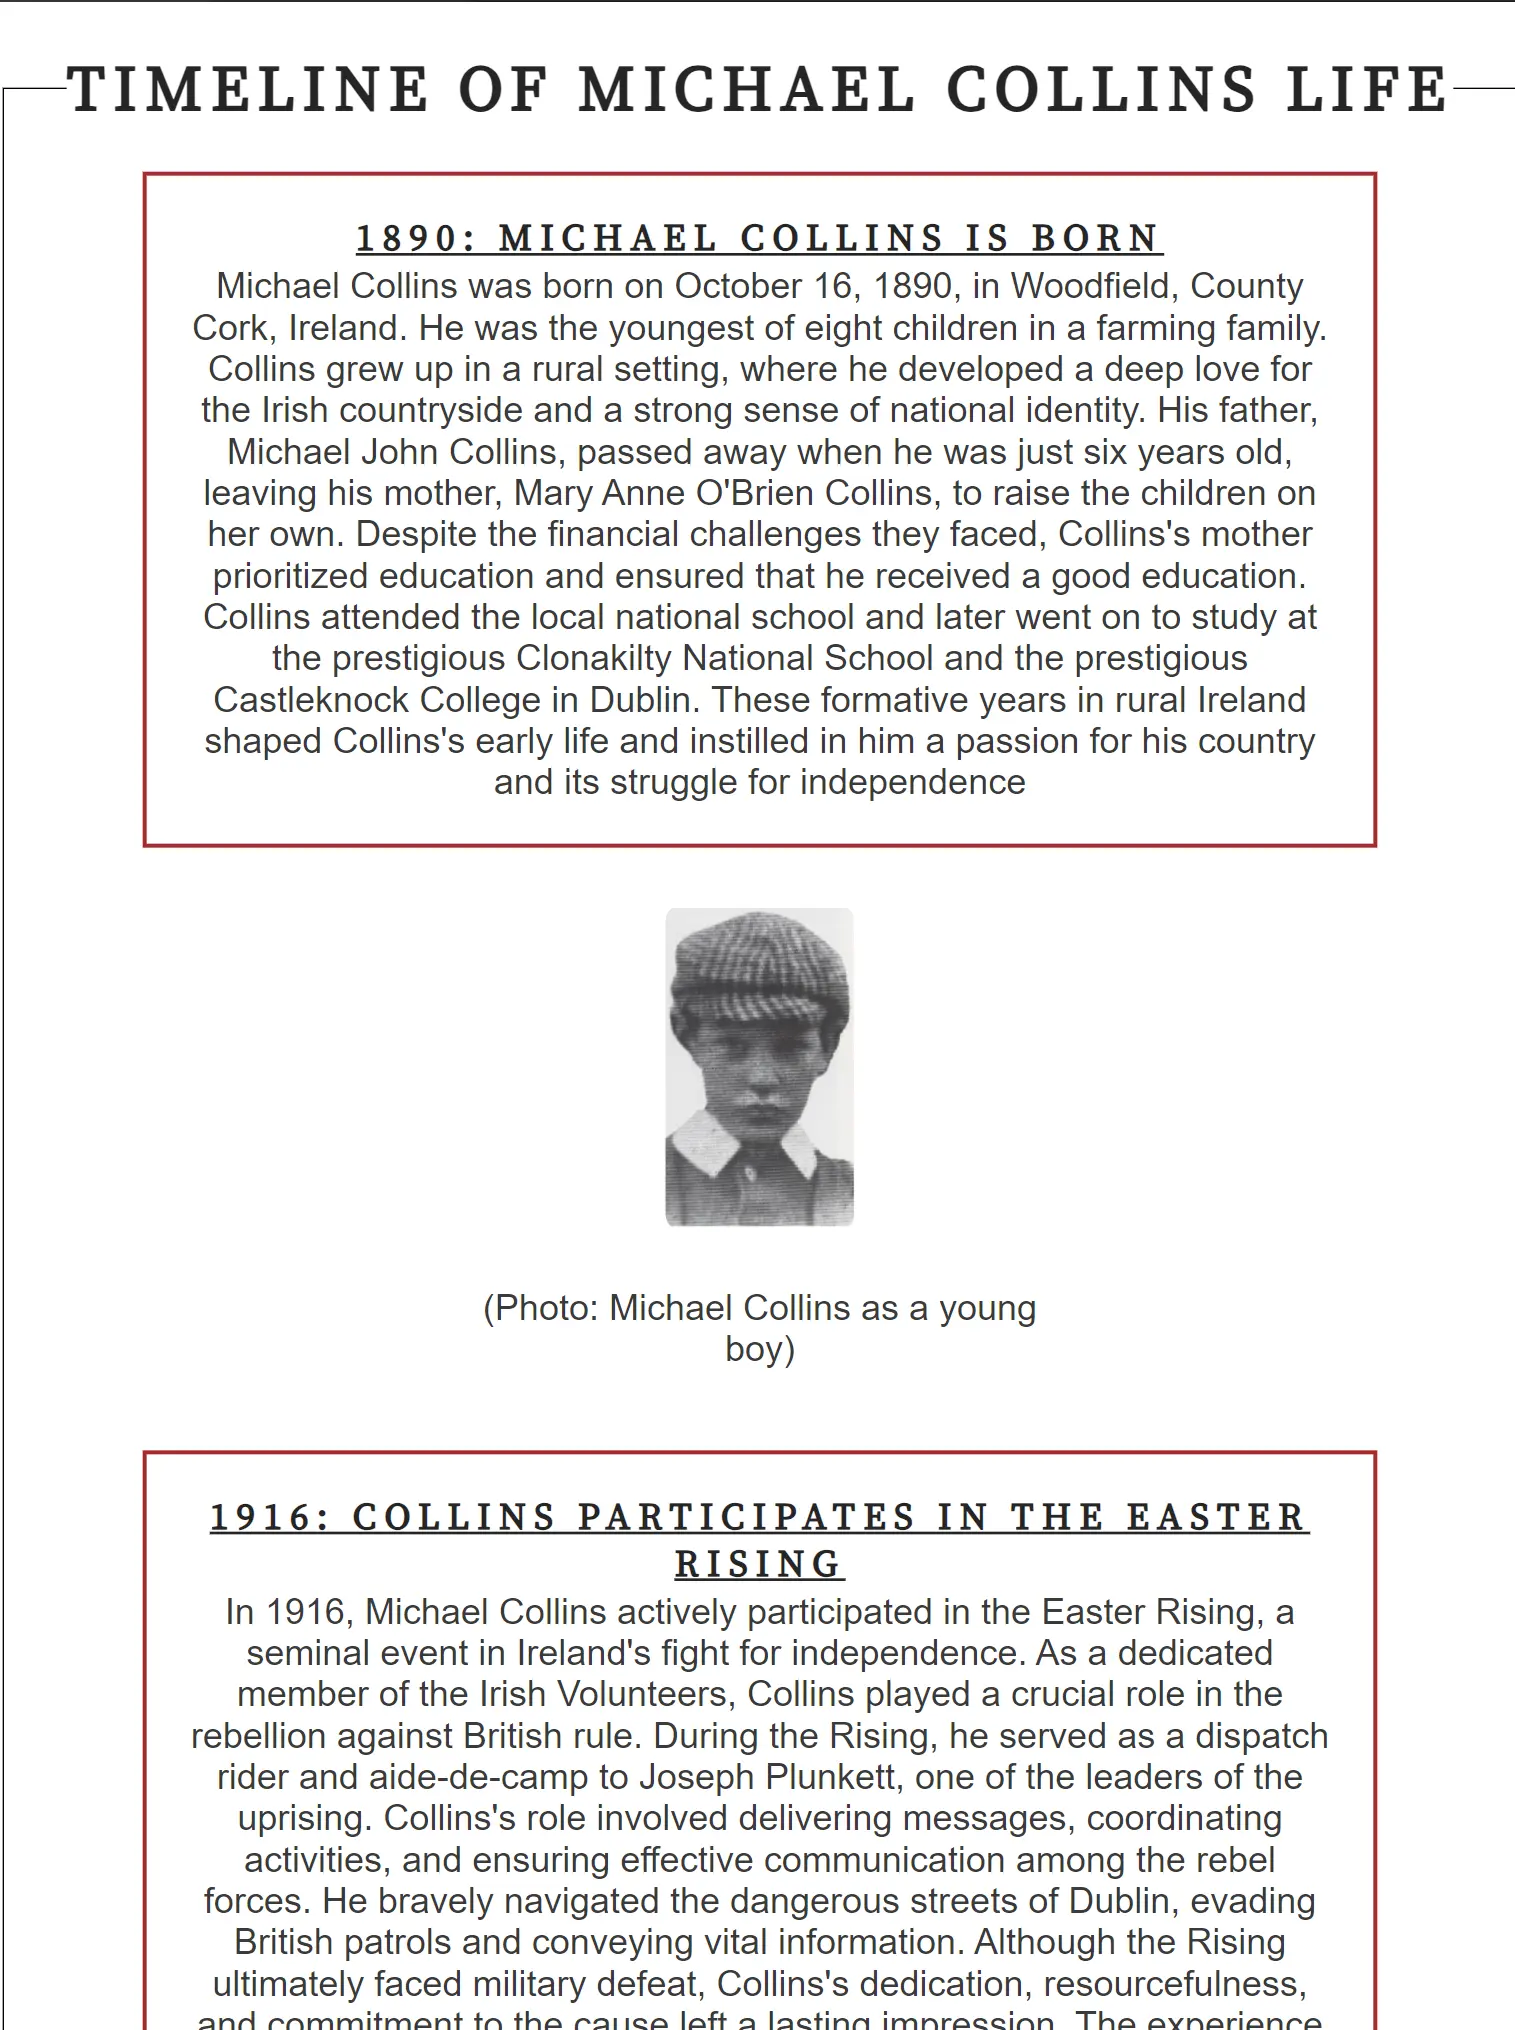 TIMELINE OF MICHAEL COLLINS LIFE
1890: MICHAEL COLLINS IS BORN
Michael Collins was born on October 16, 1890, in Woodfield, County
Cork, Ireland. He was the youngest of eight children in a farming family.
Collins grew up in a rural setting, where he developed a deep love for
the Irish countryside and a strong sense of national identity. His father,
Michael John Collins, passed away when he was just six years old,
leaving his mother, Mary Anne O'Brien Collins, to raise the children on
her own. Despite the financial challenges they faced, Collins's mother
prioritized education and ensured that he received a good education.
Collins attended the local national school and later went on to study at
the prestigious Clonakilty National School and the prestigious
Castleknock College in Dublin. These formative years in rural Ireland
shaped Collins's early life and instilled in him a passion for his country
and its struggle for independence
(Photo: Michael Collins as a young
boy)
1916: COLLINS PARTICIPATES IN THE EASTER
RISING
In 1916, Michael Collins actively participated in the Easter Rising, a
seminal event in Ireland's fight for independence. As a dedicated
member of the Irish Volunteers, Collins played a crucial role in the
rebellion against British rule. During the Rising, he served as a dispatch
rider and aide-de-camp to Joseph Plunkett, one of the leaders of the
uprising. Collins's role involved delivering messages, coordinating
activities, and ensuring effective communication among the rebel
forces. He bravely navigated the dangerous streets of Dublin, evading
British patrols and conveying vital information. Although the Rising
ultimately faced military defeat, Collins's dedication, resourcefulness,
and commitment to the cause left a lasting impression. The experience